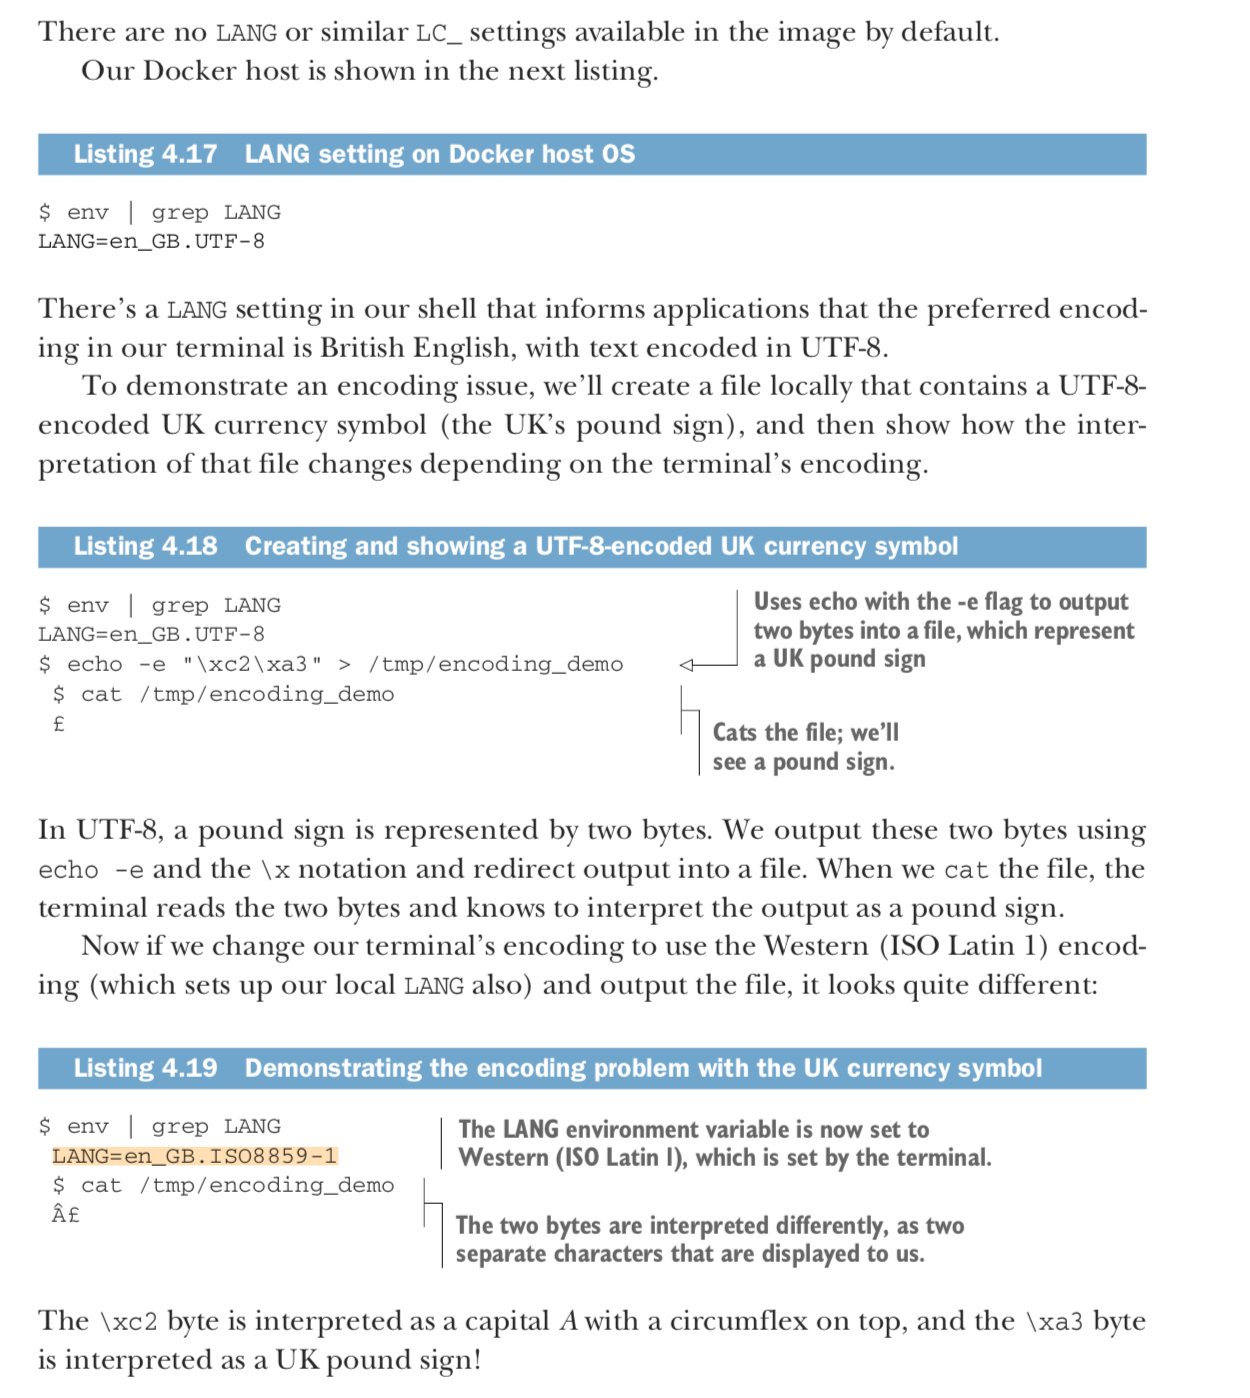 There are no LANG or similar LC_ settings available in the image by default.
Our Docker host is shown in the next listing.
Listing 4.17 LANG setting on Docker host OS
$ env | grep LANG
LANG=en_GB.UTF-8
There's a LANG setting in our shell that informs applications that the preferred encod-
ing in our terminal is British English, with text encoded in UTF-8.
To demonstrate an encoding issue, we'll create a file locally that contains a UTF-8-
encoded UK currency symbol (the UK's pound sign), and then show how the inter-
pretation of that file changes depending on the terminal's encoding.
Listing 4.18 Creating and showing a UTF-8-encoded UK currency symbol
$ env | grep LANG
LANG=en_GB.UTF-8
$ echo -e "\xc2\xa3" > /tmp/encoding_demo
$ cat /tmp/encoding_demo
£
Uses echo with the -e flag to output
two bytes into a file, which represent
a UK pound sign
Cats the file; we'll
see a pound sign.
In UTF-8, a pound sign is represented by two bytes. We output these two bytes using
echo -e and the \x notation and redirect output into a file. When we cat the file, the
terminal reads the two bytes and knows to interpret the output as a pound sign.
Now if we change our terminal's encoding to use the Western (ISO Latin 1) encod-
ing (which sets up our local LANG also) and output the file, it looks quite different:
Listing 4.19 Demonstrating the encoding problem with the UK currency symbol
$ env | grep LANG
LANG=en_GB.ISO8859-1
$ cat /tmp/encoding_demo
Â£
The LANG environment variable is now set to
Western (ISO Latin I), which is set by the terminal.
The two bytes are interpreted differently, as two
separate characters that are displayed to us.
The \xc2 byte is interpreted as a capital A with a circumflex on top, and the \xa3 byte
is interpreted as a UK pound sign!